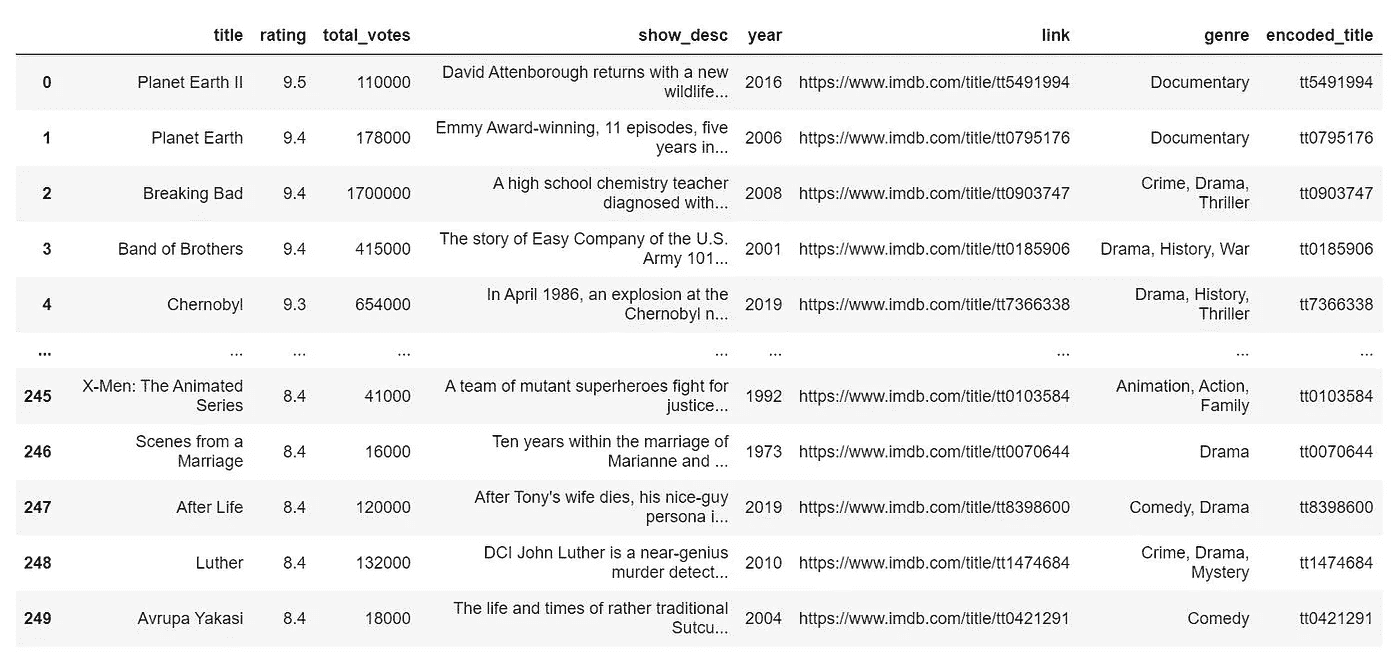 title rating total_votes show_desc year link genre encoded_title
0 Planet Earth II 9.5 110000 David Attenborough returns with a new wildlife... 2016 https://www.imdb.com/title/tt5491994 Documentary tt5491994
1 Planet Earth 9.4 178000 Emmy Award-winning, 11 episodes, five years in... 2006 https://www.imdb.com/title/tt0795176 Documentary tt0795176
2 Breaking Bad 9.4 1700000 A high school chemistry teacher diagnosed with... 2008 https://www.imdb.com/title/tt0903747 Crime, Drama, Thriller tt0903747
3 Band of Brothers 9.4 415000 The story of Easy Company of the U.S. Army 101... 2001 https://www.imdb.com/title/tt0185906 Drama, History, War tt0185906
4 Chernobyl 9.3 654000 In April 1986, an explosion at the Chernobyl n... 2019 https://www.imdb.com/title/tt7366338 Drama, History, Thriller tt7366338
... ... ... ... ... ... ... ... ...
245 X-Men: The Animated Series 8.4 41000 A team of mutant superheroes fight for justice... 1992 https://www.imdb.com/title/tt0103584 Animation, Action, Family tt0103584
246 Scenes from a Marriage 8.4 16000 Ten years within the marriage of Marianne and ... 1973 https://www.imdb.com/title/tt0070644 Drama tt0070644
247 After Life 8.4 120000 After Tony's wife dies, his nice-guy persona i... 2019 https://www.imdb.com/title/tt8398600 Comedy, Drama tt8398600
248 Luther 8.4 132000 DCI John Luther is a near-genius murder detect... 2010 https://www.imdb.com/title/tt1474684 Crime, Drama, Mystery tt1474684
249 Avrupa Yakasi 8.4 18000 The life and times of rather traditional Sutcu... 2004 https://www.imdb.com/title/tt0421291 Comedy tt0421291